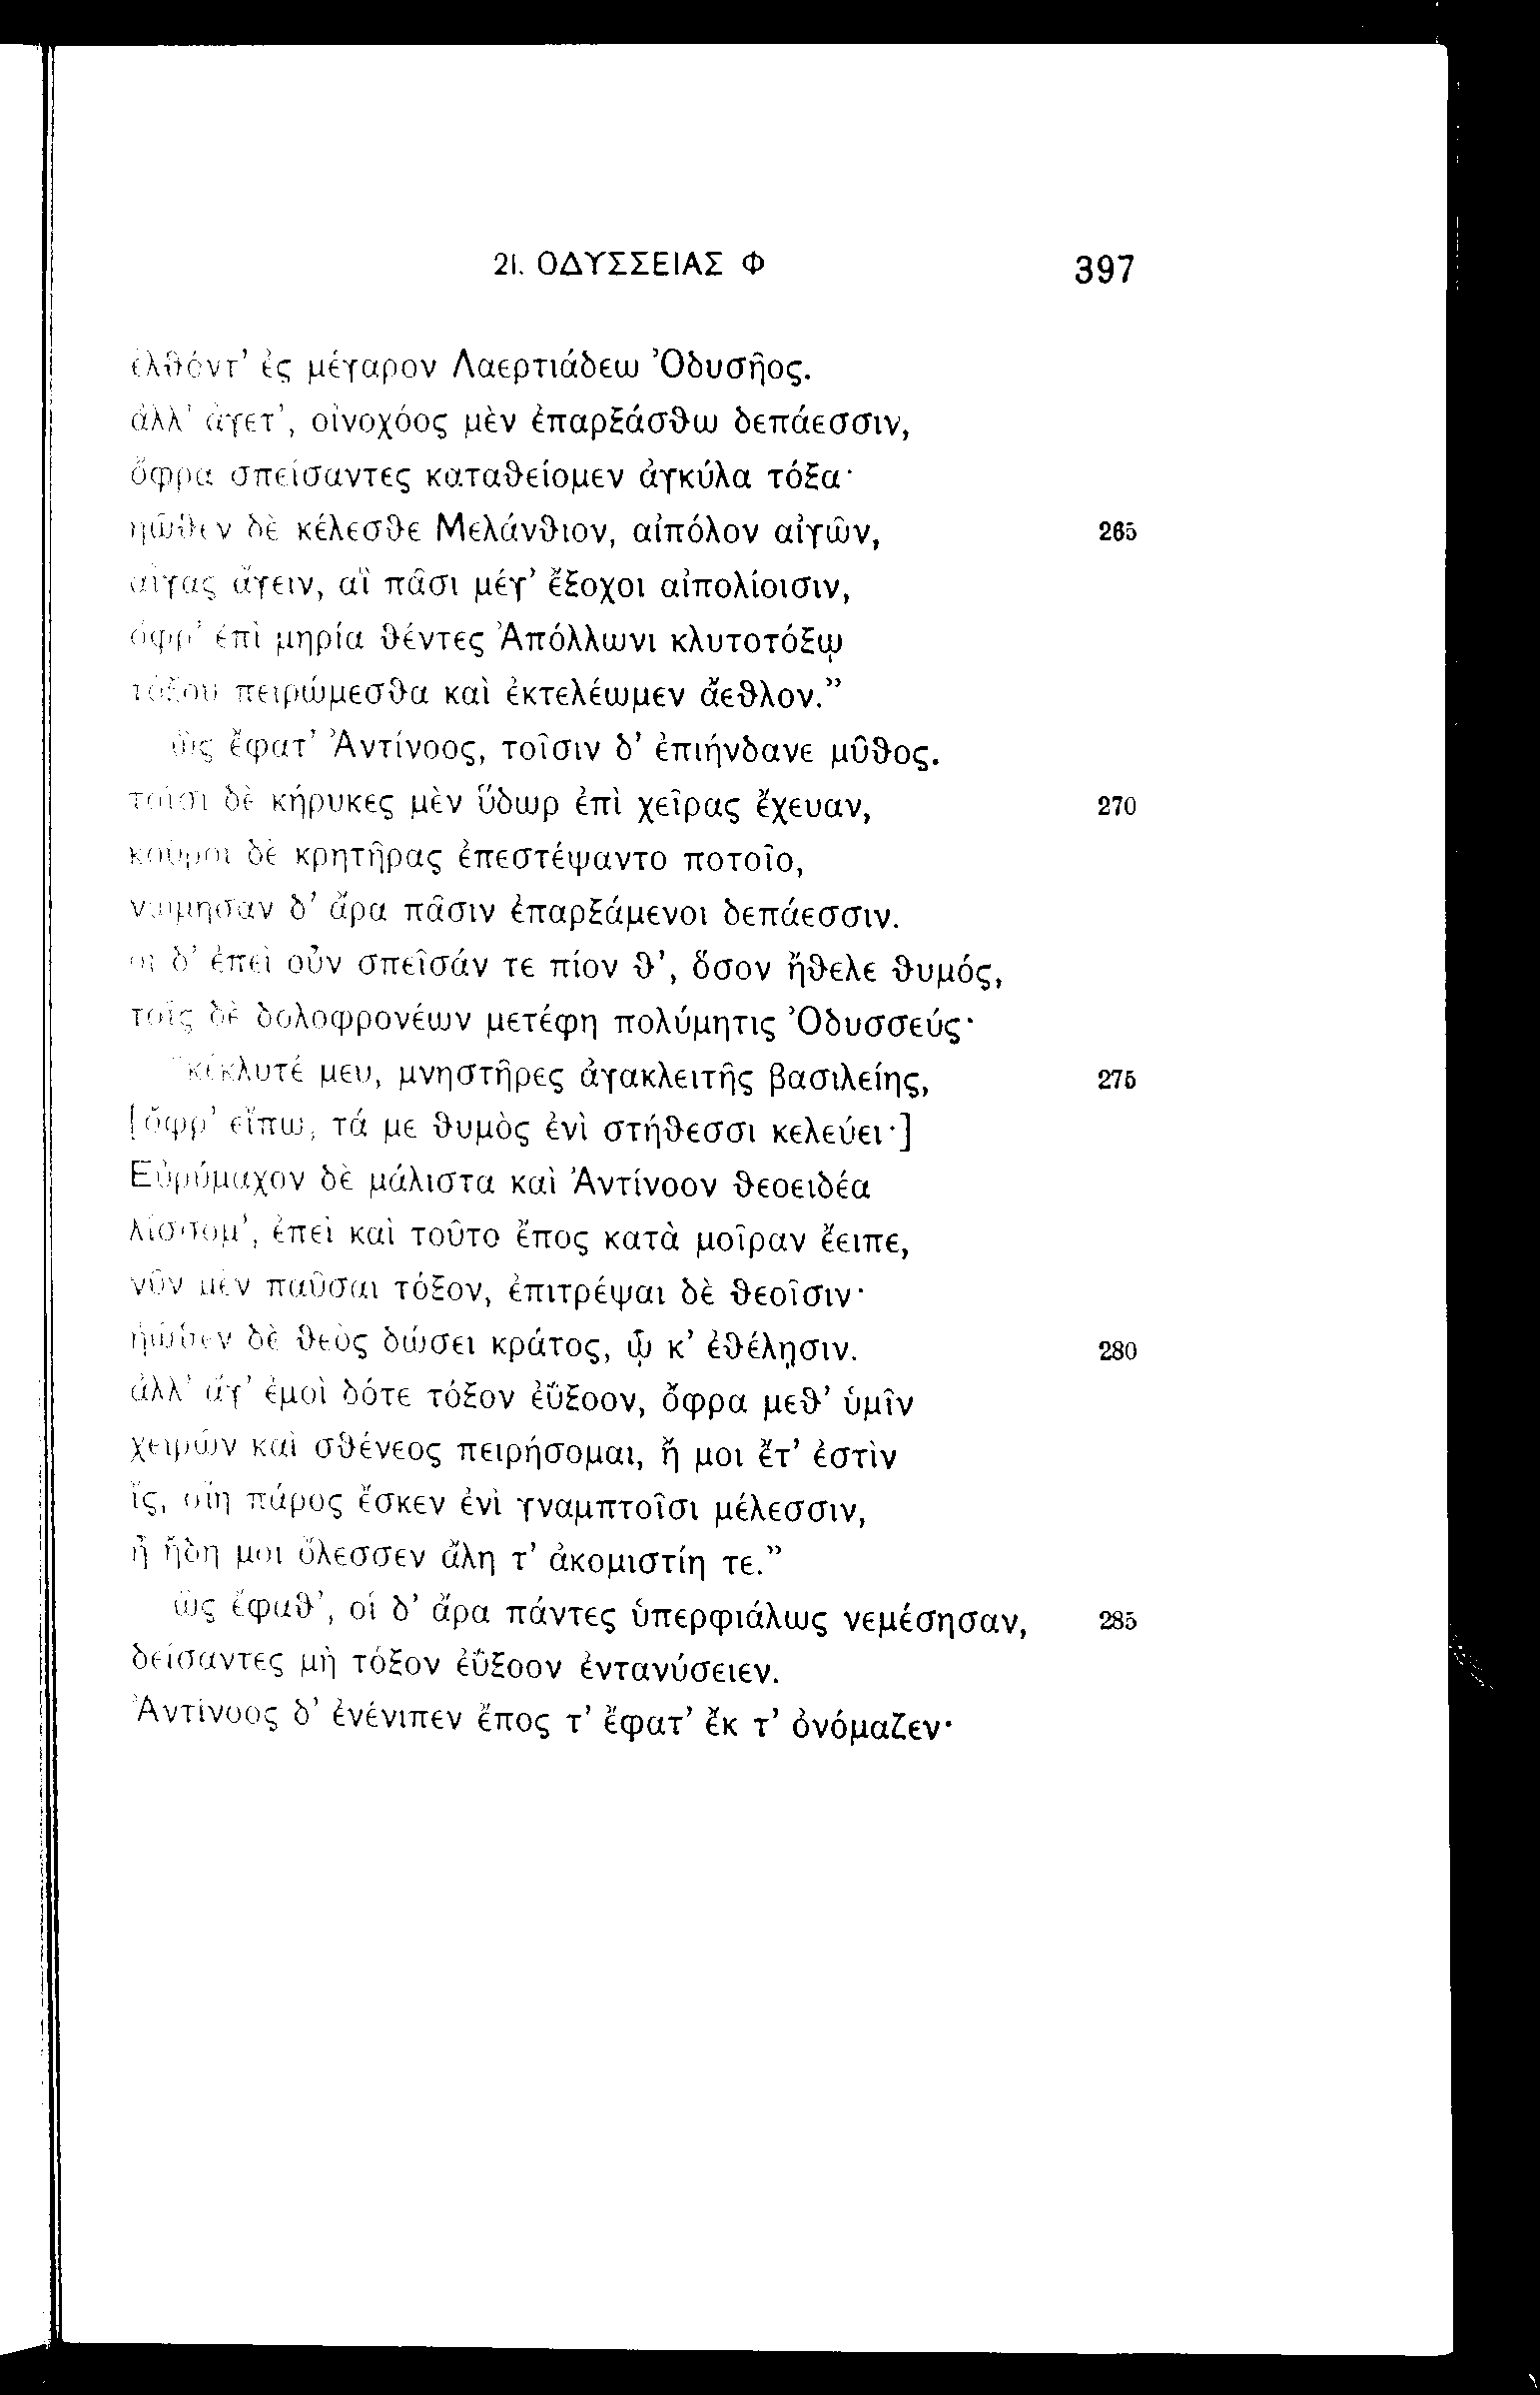 21. ΟΔΥΣΣΕΙΑΣ Φ 397
ἐλθόντ’ ἐς μέγαρον Λαερτιάδεω Ὀδυσῆος.
ἀλλ’ ἄγετ’, οἰνοχόος μὲν ἐπαρξάσθω δεπάεσσιν,
ὄφρα σπείσαντες καταθείομεν ἀγκύλα τόξα·
ἠῶθεν δὲ κέλεσθε Μελάνθιον, αἰπόλον αἰγῶν, 265
αἶγας ἄγειν, αἳ πᾶσι μέγ’ ἔξοχοι αἰπολίοισιν,
ὄφρ’ ἐπὶ μηρία θέντες Ἀπόλλωνι κλυτοτόξῳ
τόξου πειρώμεσθα καὶ ἐκτελέωμεν ἄεθλον.”
ὣς ἔφατ’ Ἀντίνοος, τοῖσιν δ’ ἐπιήνδανε μῦθος.
τοῖσι δὲ κήρυκες μὲν ὕδωρ ἐπὶ χεῖρας ἔχευαν, 270
κοῦροι δὲ κρητῆρας ἐπεστέψαντο ποτοῖο,
νώμησαν δ’ ἄρα πᾶσιν ἐπαρξάμενοι δεπάεσσιν.
οἱ δ’ ἐπεὶ οὖν σπεῖσάν τε πίον θ’, ὅσον ἤθελε θυμός,
τοῖς δὲ δολοφρονέων μετέφη πολύμητις Ὀδυσσεύς·
“κέκλυτέ μευ, μνηστῆρες ἀγακλειτῆς βασιλείης, 275
[ὄφρ’ εἴπω, τά με θυμὸς ἐνὶ στήθεσσι κελεύει·]
Εὐρύμαχον δὲ μάλιστα καὶ Ἀντίνοον θεοειδέα
λίσσομ’, ἐπεὶ καὶ τοῦτο ἔπος κατὰ μοῖραν ἔειπε,
νῦν μὲν παῦσαι τόξον, ἐπιτρέψαι δὲ θεοῖσιν·
ἠῶθεν δὲ θεὸς δώσει κράτος, ᾧ κ’ ἐθέλῃσιν. 280
ἀλλ’ ἄγ’ ἐμοὶ δότε τόξον ἐΰξοον, ὄφρα μεθ’ ὑμῖν
χειρῶν καὶ σθένεος πειρήσομαι, ἤ μοι ἔτ’ ἐστὶν
ἴς, οἵη πάρος ἔσκεν ἐνὶ γναμπτοῖσι μέλεσσιν,
ἦ ἤδη μοι ὄλεσσεν ἄλη τ’ ἀκομιστίη τε.”
ὣς ἔφαθ’, οἱ δ’ ἄρα πάντες ὑπερφιάλως νεμέσησαν, 285
δείσαντες μὴ τόξον ἐΰξοον ἐντανύσειεν.
Ἀντίνοος δ’ ἐνένιπεν ἔπος τ’ ἔφατ’ ἔκ τ’ ὀνόμαζεν·